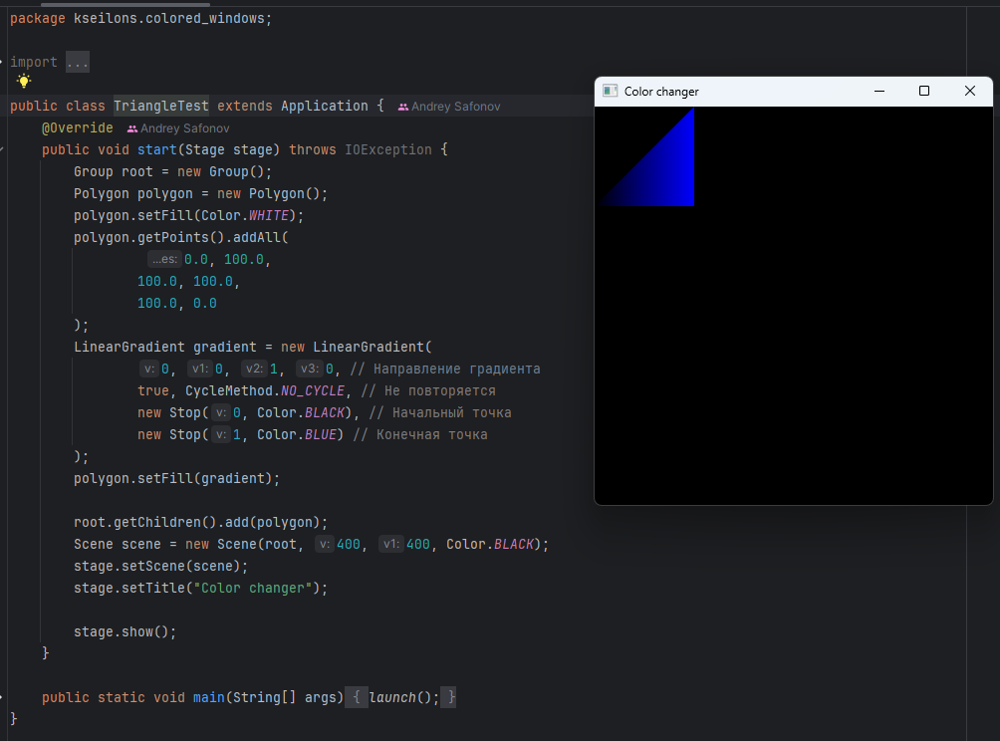 package kseilons.colored_windows;
import ...
public class TriangleTest extends Application { Andrey Safonov
@Override Andrey Safonov
public void start(Stage stage) throws IOException {
Group root = new Group();
Polygon polygon = new Polygon();
polygon.setFill(Color.WHITE);
polygon.getPoints().addAll(
...es: 0.0, 100.0,
100.0, 100.0,
100.0, 0.0
);
LinearGradient gradient = new LinearGradient(
v: 0, v1: 0, v2: 1, v3: 0, // Направление градиента
true, CycleMethod.NO_CYCLE, // Не повторяется
new Stop( v: 0, Color.BLACK), // Начальный точка
new Stop( v: 1, Color.BLUE) // Конечная точка
);
polygon.setFill(gradient);
root.getChildren().add(polygon);
Scene scene = new Scene(root, v: 400, v1: 400, Color.BLACK);
stage.setScene(scene);
stage.setTitle("Color changer");
stage.show();
}
public static void main(String[] args) { launch(); }
}
Color changer